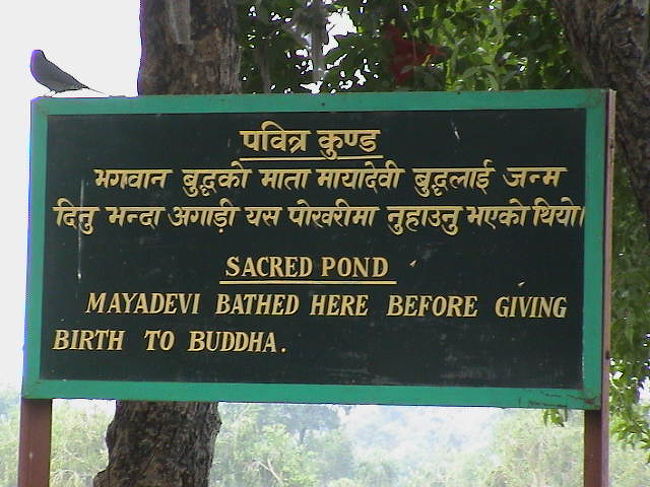 पवित्र कुण्ड
भगवान बुद्धको माता मायादेवी बुद्धलाई जन्म
दिनु भन्दा अगाडी यस पोखरीमा नुहाउनु भएको थियो।
SACRED POND
MAYADEVI BATHED HERE BEFORE GIVING
BIRTH TO BUDDHA.